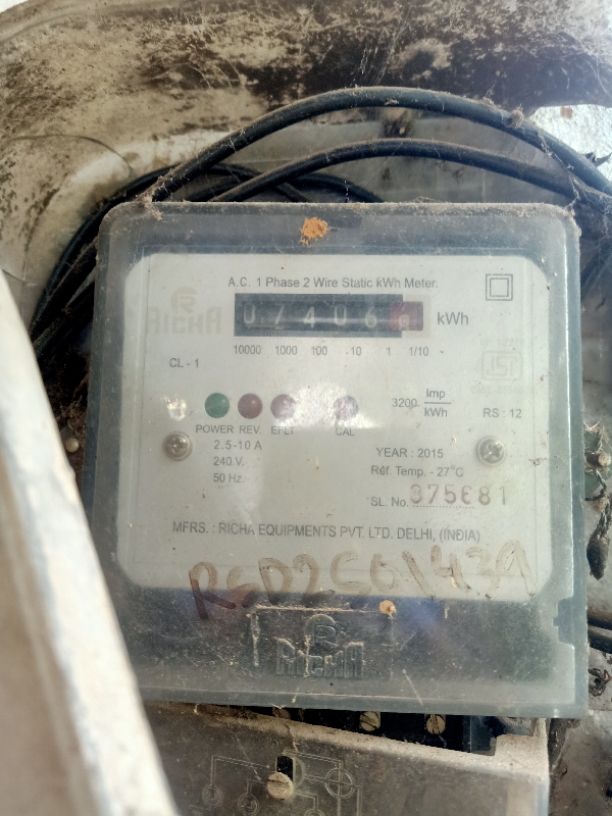 A.C. 1 Phase 2 Wire Static kWh Meter.
RICHA
07406 kWh
10000 1000 100 10 1 1/10
CL - 1
3200 Imp/kWh
RS : 12
POWER REV. EFLT CAL
2.5-10 A
240.V.
50 Hz.
YEAR : 2015
Ref. Temp. - 27°C
SL. No. 375681
MFRS. : RICHA EQUIPMENTS PVT. LTD. DELHI, (INDIA)
RICHA